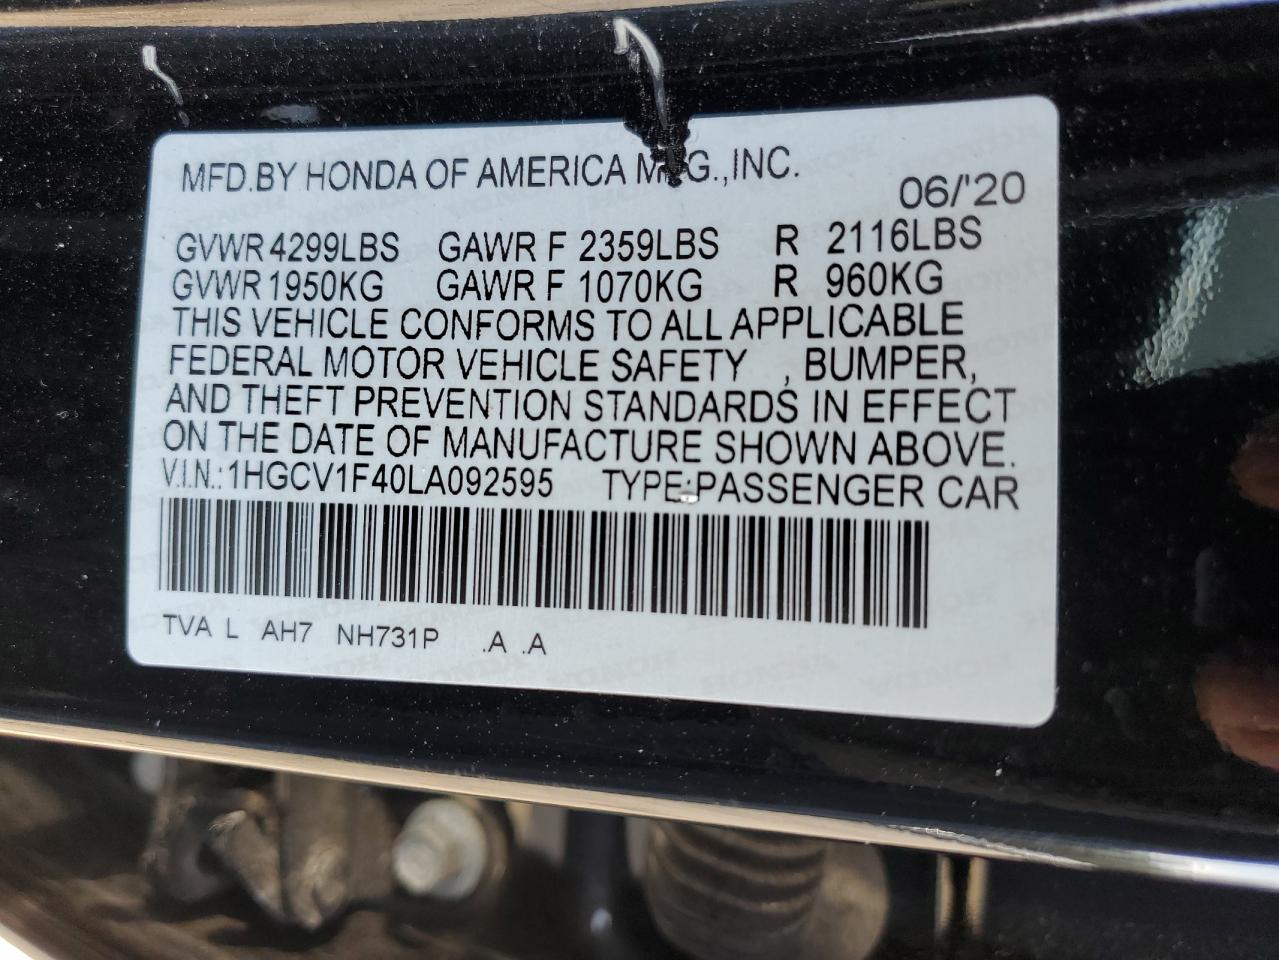 MFD.BY HONDA OF AMERICA MFG.,INC.
06/'20
GVWR 4299LBS GAWR F 2359LBS R 2116LBS
GVWR 1950KG GAWR F 1070KG R 960KG
THIS VEHICLE CONFORMS TO ALL APPLICABLE
FEDERAL MOTOR VEHICLE SAFETY , BUMPER,
AND THEFT PREVENTION STANDARDS IN EFFECT
ON THE DATE OF MANUFACTURE SHOWN ABOVE.
V.I.N.:1HGCV1F40LA092595 TYPE:PASSENGER CAR
TVA L AH7 NH731P .A .A